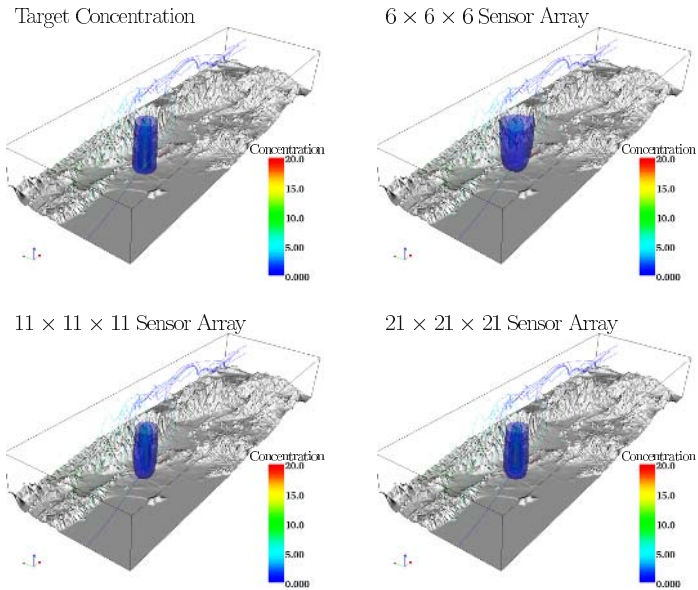 Target Concentration
6 × 6 × 6 Sensor Array
Concentration
20.0
15.0
10.0
5.00
0.000
Concentration
20.0
15.0
10.0
5.00
0.000
11 × 11 × 11 Sensor Array
21 × 21 × 21 Sensor Array
Concentration
20.0
15.0
10.0
5.00
0.000
Concentration
20.0
15.0
10.0
5.00
0.000